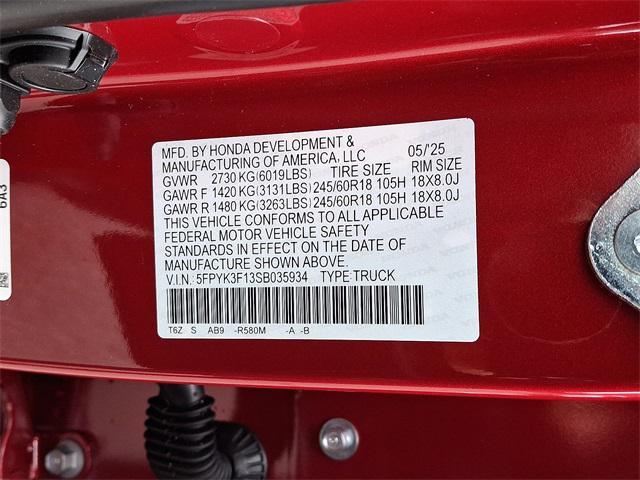 MFD. BY HONDA DEVELOPMENT &
MANUFACTURING OF AMERICA, LLC 05/'25
GVWR 2730 KG(6019LBS) TIRE SIZE RIM SIZE
GAWR F 1420 KG(3131LBS) 245/60R18 105H 18X8.0J
GAWR R 1480 KG(3263LBS) 245/60R18 105H 18X8.0J
THIS VEHICLE CONFORMS TO ALL APPLICABLE
FEDERAL MOTOR VEHICLE SAFETY
STANDARDS IN EFFECT ON THE DATE OF
MANUFACTURE SHOWN ABOVE.
V.I.N.: 5FPYK3F13SB035934 TYPE:TRUCK
T6Z S AB9 -R580M -A -B
6A3